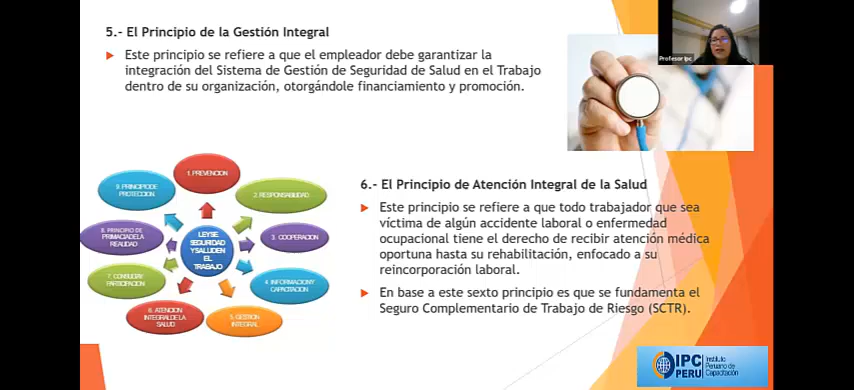 5.- El Principio de la Gestión Integral
Este principio se refiere a que el empleador debe garantizar la
integración del Sistema de Gestión de Seguridad de Salud en el Trabajo
dentro de su organización, otorgándole financiamiento y promoción.
Profesor Ipc
1. PREVENCION
2. RESPONSABILIDAD
3. COOPERACION
4. INFORMACION Y
CAPACITACION
5. GESTION
INTEGRAL
6. ATENCION
INTEGRAL DE LA
SALUD
7. CONSULTA Y
PARTICIPACION
8. PRINCIPIO DE
PRIMACIA DE LA
REALIDAD
9. PRINCIPIO DE
PROTECCION
LEY SE
SEGURIDAD
Y SALUD EN
EL
TRABAJO
6.- El Principio de Atención Integral de la Salud
Este principio se refiere a que todo trabajador que sea
víctima de algún accidente laboral o enfermedad
ocupacional tiene el derecho de recibir atención médica
oportuna hasta su rehabilitación, enfocado a su
reincorporación laboral.
En base a este sexto principio es que se fundamenta el
Seguro Complementario de Trabajo de Riesgo (SCTR).
IPC
PERU
Instituto
Peruano de
Capacitación